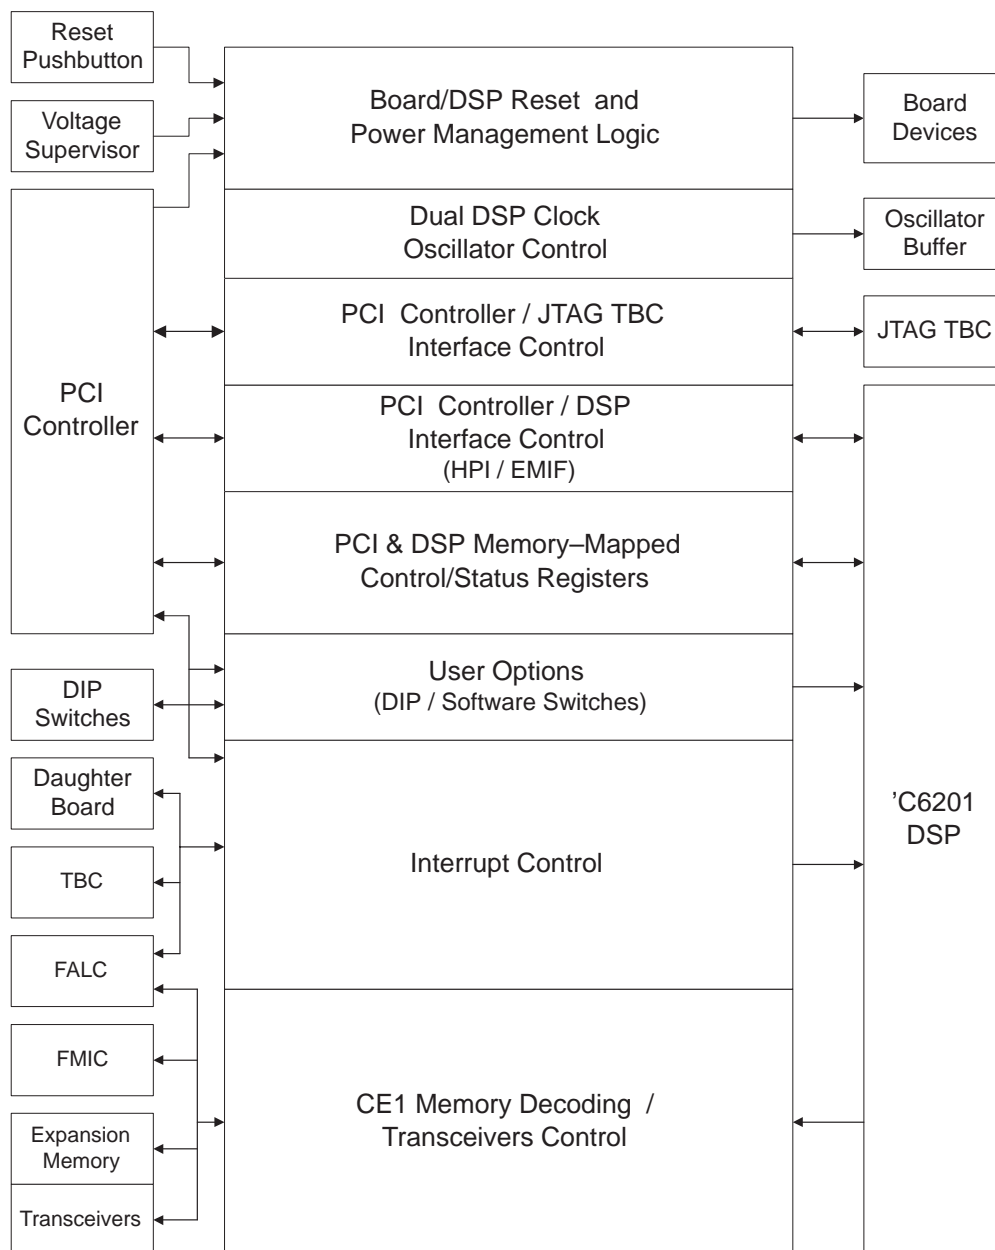 Reset
Pushbutton
Voltage
Supervisor
PCI
Controller
DIP
Switches
Daughter
Board
TBC
FALC
FMIC
Expansion
Memory
Transceivers
Board/DSP Reset and
Power Management Logic
Dual DSP Clock
Oscillator Control
PCI Controller / JTAG TBC
Interface Control
PCI Controller / DSP
Interface Control
(HPI / EMIF)
PCI & DSP Memory–Mapped
Control/Status Registers
User Options
(DIP / Software Switches)
Interrupt Control
CE1 Memory Decoding /
Transceivers Control
Board
Devices
Oscillator
Buffer
JTAG TBC
’C6201
DSP